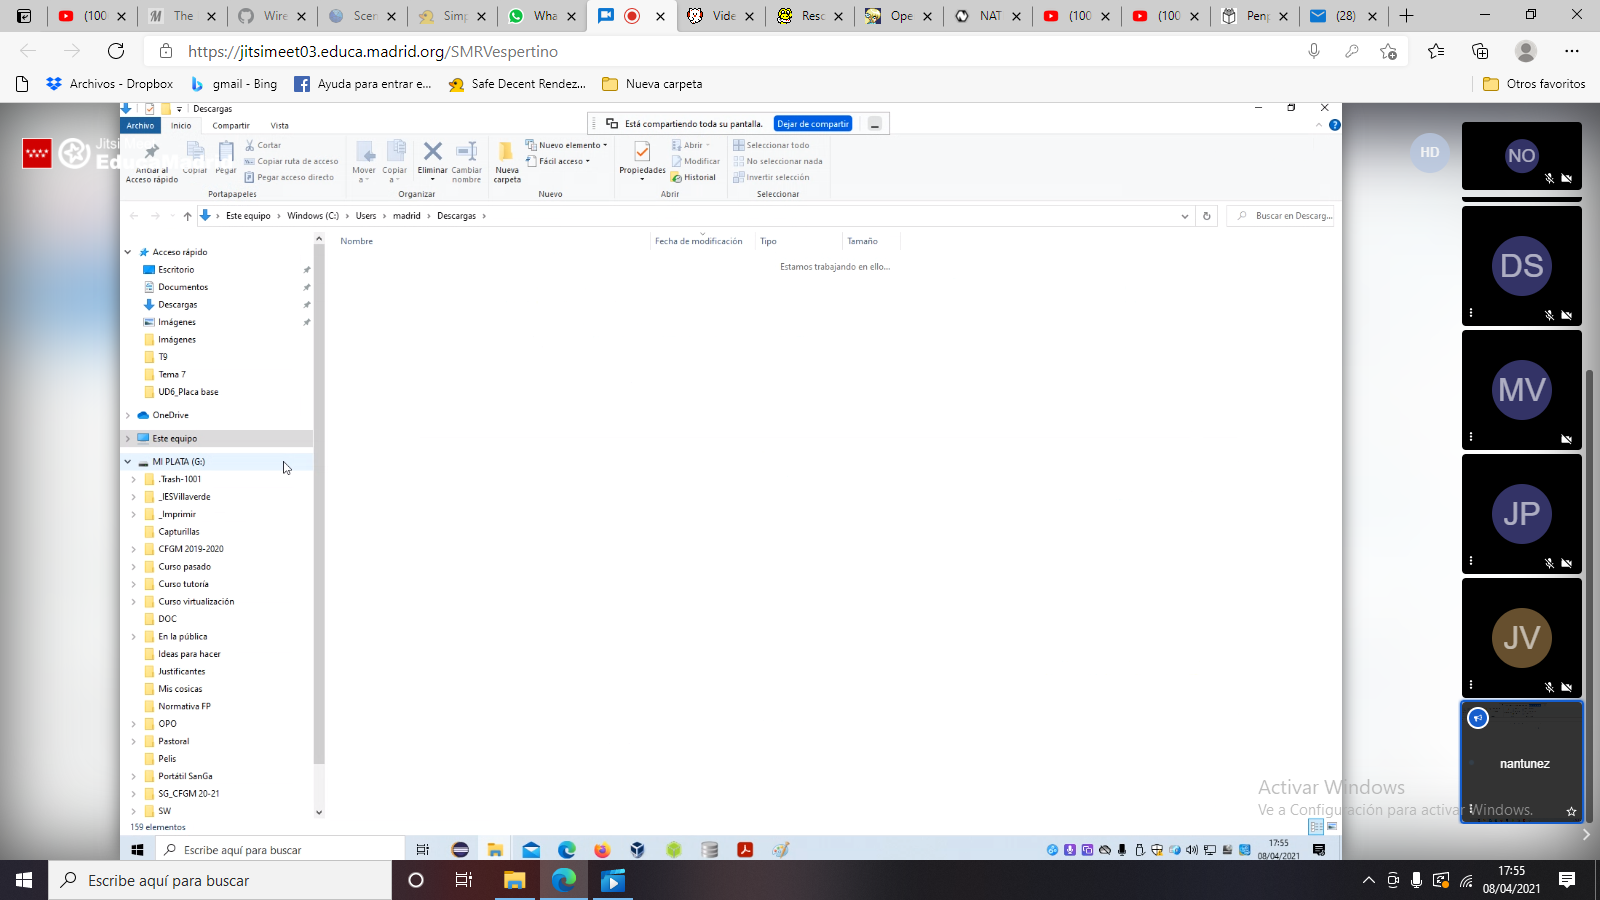 (100
The
Wire
Scen
Simp
Wha
Vide
Resc
Ope
NAT
(100
(100
Penp
(28)
https://jitsimeet03.educa.madrid.org/SMRVespertino
Archivos - Dropbox
gmail - Bing
Ayuda para entrar e...
Safe Decent Rendez...
Nueva carpeta
Otros favoritos
Descargas
Archivo
Inicio
Compartir
Vista
Está compartiendo toda su pantalla.
Dejar de compartir
Anclar al
Acceso rápido
Copiar
Pegar
Cortar
Copiar ruta de acceso
Pegar acceso directo
Portapapeles
Mover
a
Copiar
a
Eliminar
Cambiar
nombre
Organizar
Nueva
carpeta
Nuevo elemento
Fácil acceso
Nuevo
Propiedades
Abrir
Modificar
Historial
Abrir
Seleccionar todo
No seleccionar nada
Invertir selección
Seleccionar
Este equipo
Windows (C:)
Users
madrid
Descargas
Buscar en Descarg...
Nombre
Fecha de modificación
Tipo
Tamaño
Estamos trabajando en ello...
Acceso rápido
Escritorio
Documentos
Descargas
Imágenes
Imágenes
T9
Tema 7
UD6_Placa base
OneDrive
Este equipo
MI PLATA (G:)
.Trash-1001
_IESVillaverde
_Imprimir
Capturillas
CFGM 2019-2020
Curso pasado
Curso tutoría
Curso virtualización
DOC
En la pública
Ideas para hacer
Justificantes
Mis cosicas
Normativa FP
OPO
Pastoral
Pelis
Portátil SanGa
SG_CFGM 20-21
SW
159 elementos
HD
NO
DS
MV
JP
JV
nantunez
Activar Windows
Ve a Configuración para activar Windows.
Escribe aquí para buscar
17:55
08/04/2021
Escribe aquí para buscar
17:55
08/04/2021